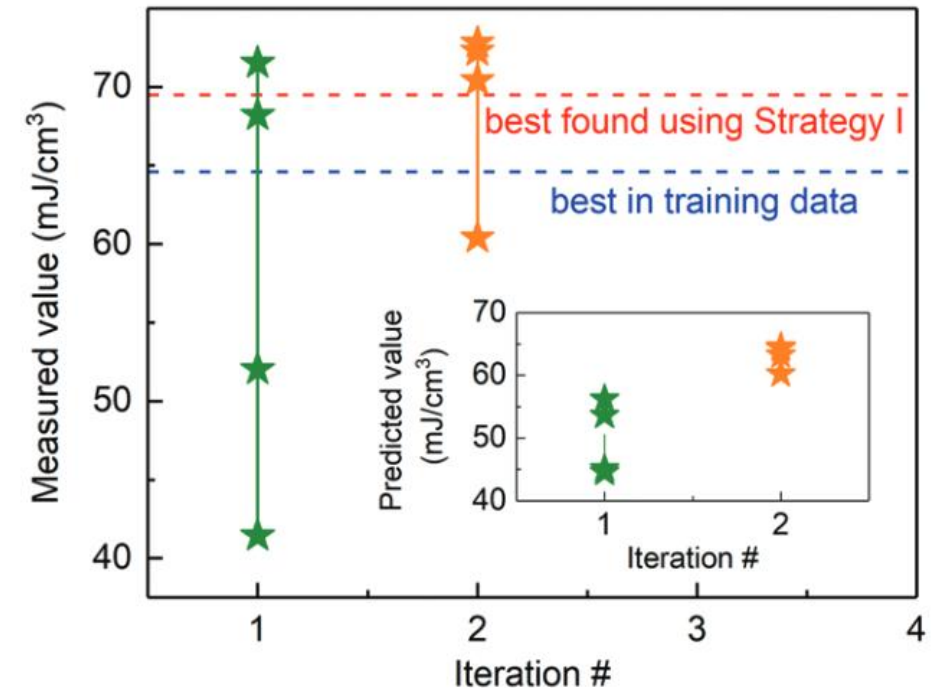 Measured value (mJ/cm³)
70
60
50
40
best found using Strategy I
best in training data
Predicted value
(mJ/cm³)
70
60
50
40
1
2
Iteration #
1
2
3
4
Iteration #